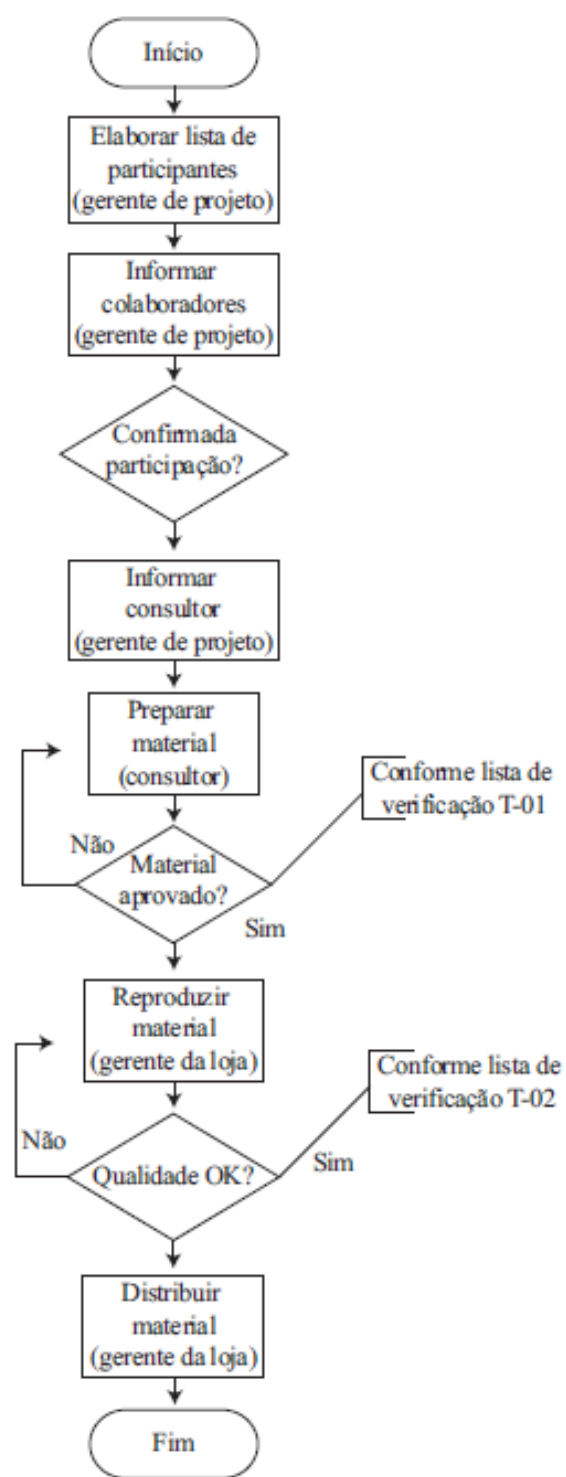 Início
Elaborar lista de
participantes
(gerente de projeto)
Informar
colaboradores
(gerente de projeto)
Confirmada
participação?
Informar
consultor
(gerente de projeto)
Preparar
material
(consultor)
Conforme lista de
verificação T-01
Não
Material
aprovado?
Sim
Reproduzir
material
(gerente da loja)
Conforme lista de
verificação T-02
Não
Qualidade OK?
Sim
Distribuir
material
(gerente da loja)
Fim